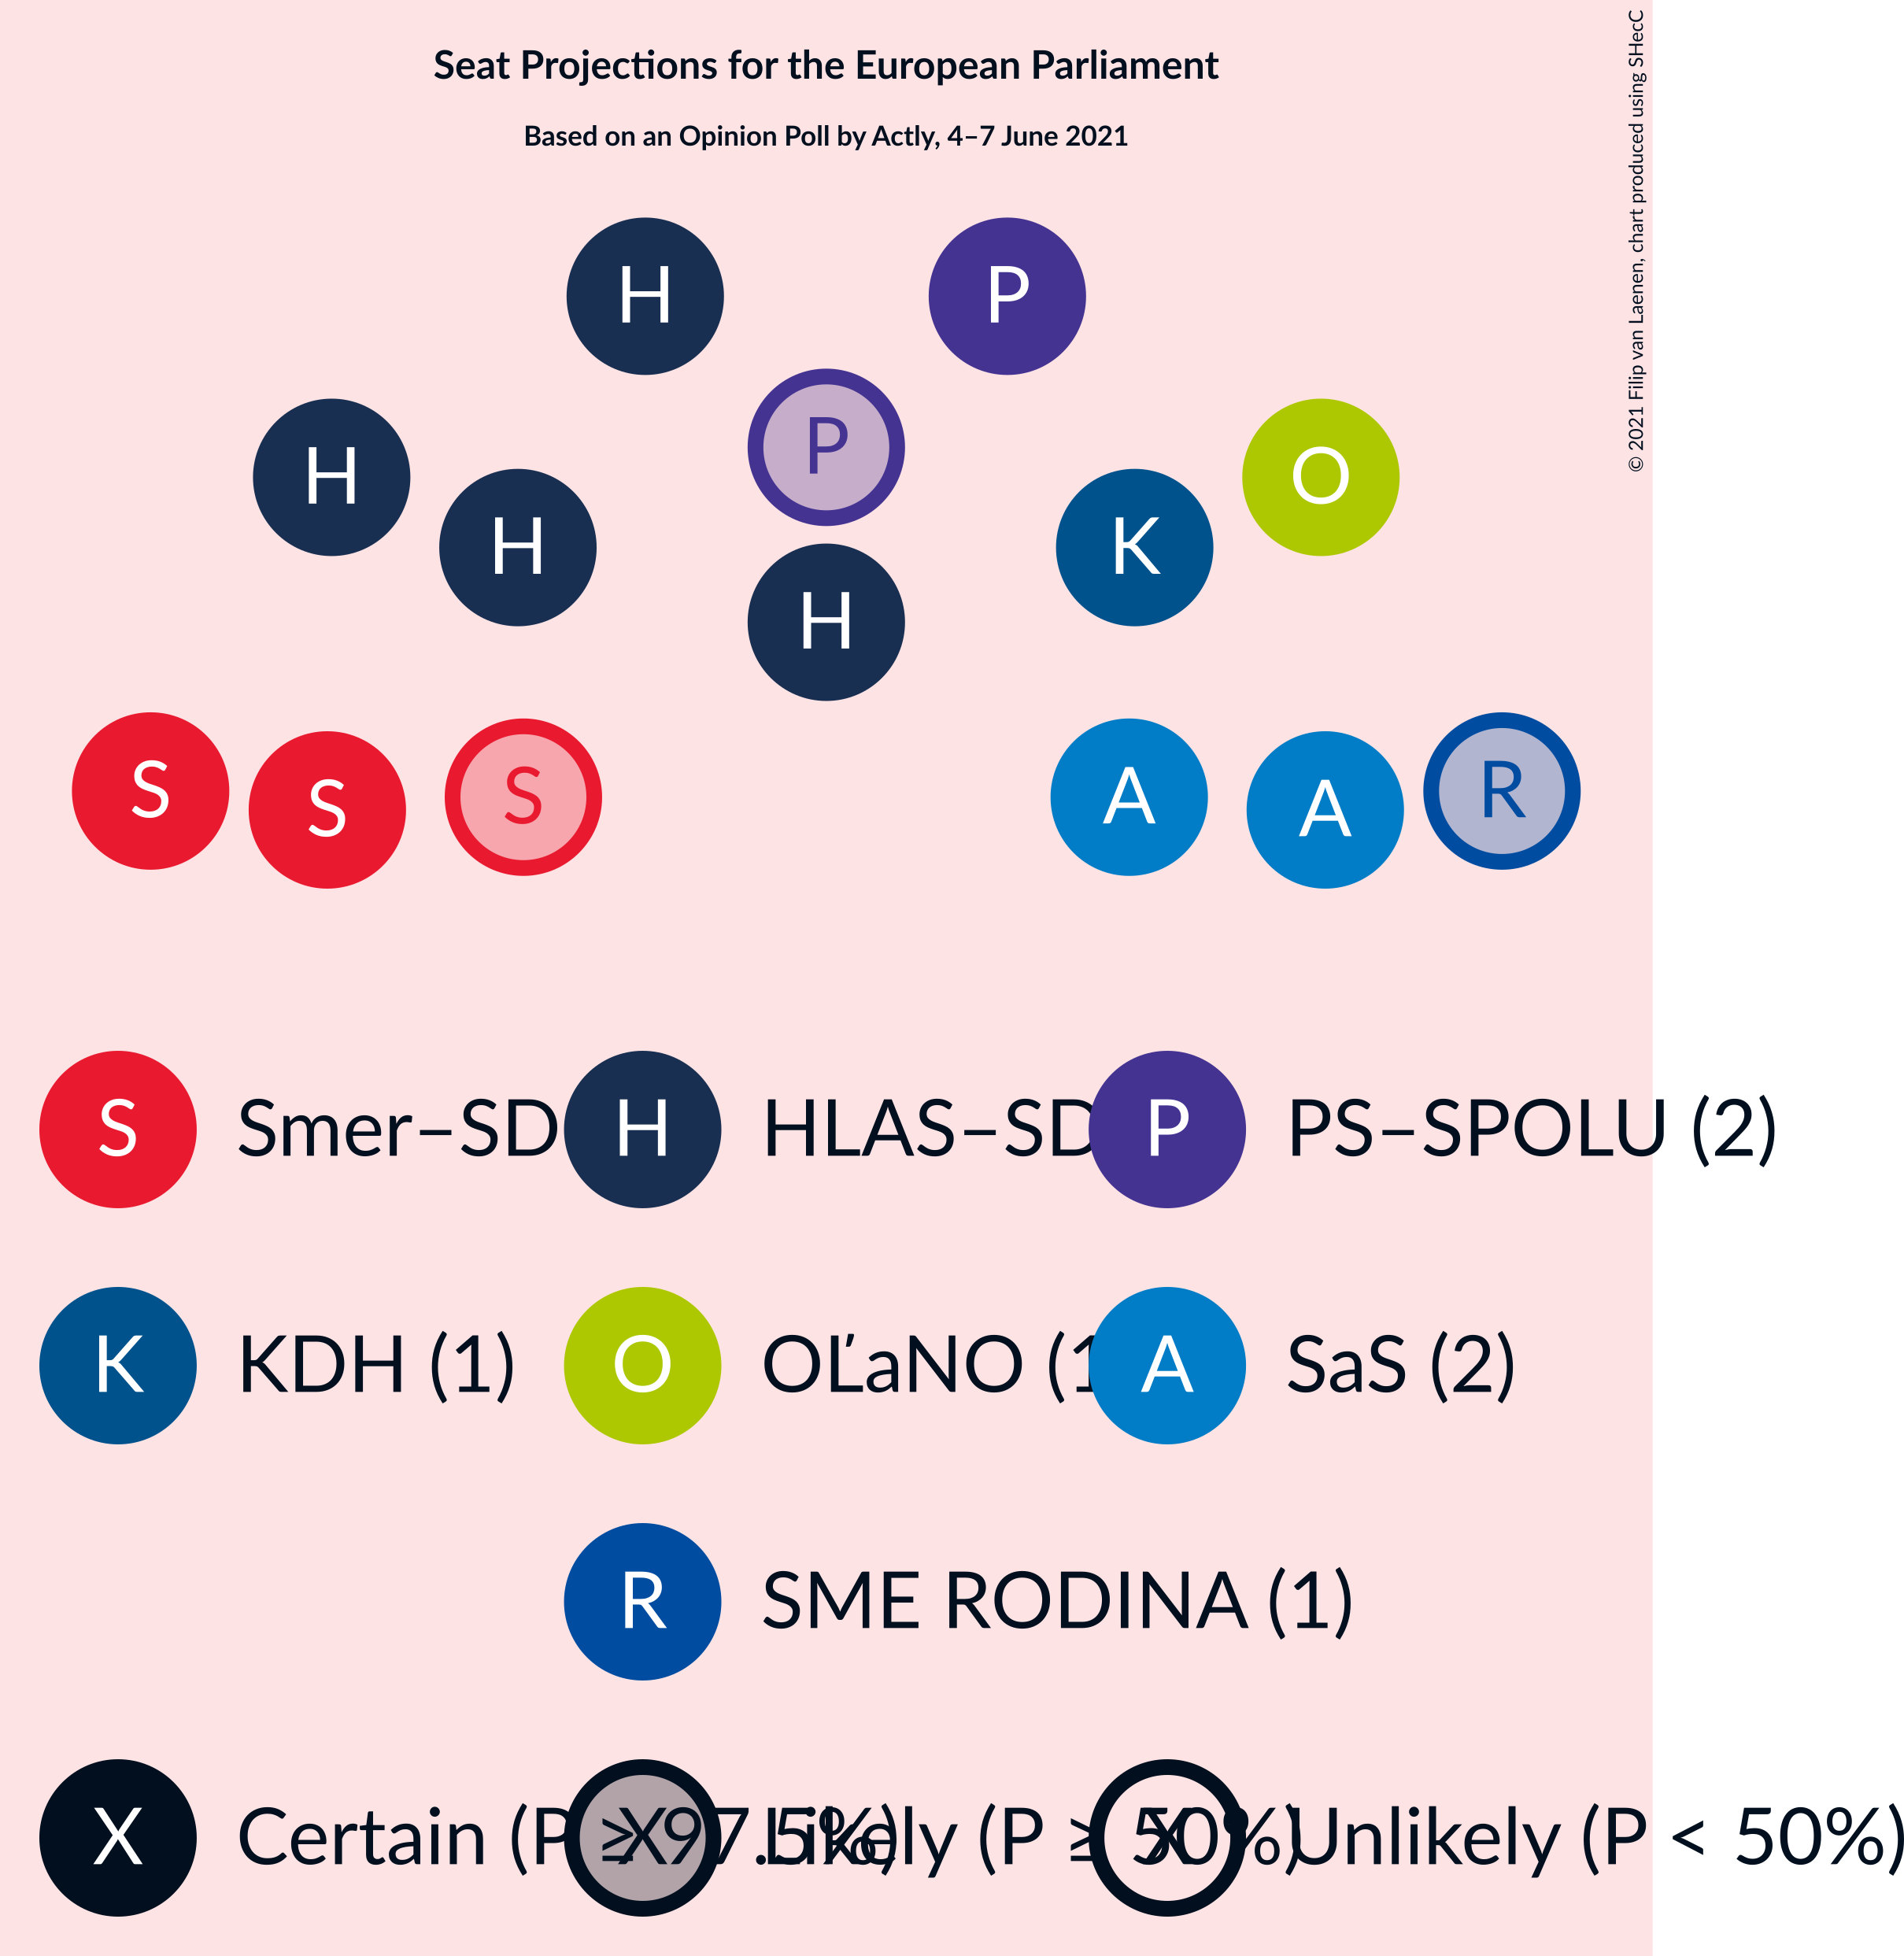 Seat Projections for the European Parliament
Based on an Opinion Poll by Actly, 4–7 June 2021
© 2021 Filip van Laenen, chart produced using SHecC
H P
P
H O
H K
H
S R
S A
S A
S Smer–SD H HLAS–SD P PS–SPOLU (2)
K KDH (1) O OĽaNO (1 A SaS (2)
R SME RODINA (1)
X Certain (P ≥ 97.5%) X Likely (P ≥ 50%) X Unlikely (P < 50%)